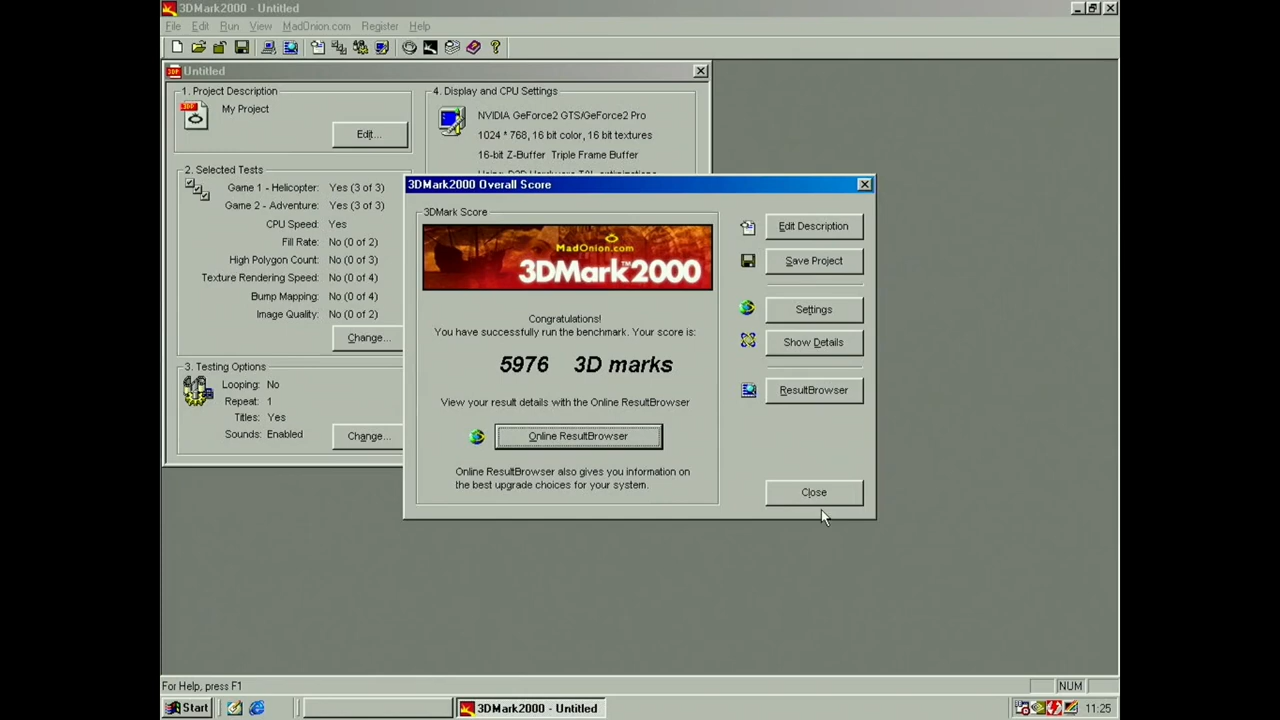 3DMark2000 - Untitled
File Edit Run View MadOnion.com Register Help
Untitled
1. Project Description
My Project
Edit...
2. Selected Tests
Game 1 - Helicopter: Yes (3 of 3)
Game 2 - Adventure: Yes (3 of 3)
CPU Speed: Yes
Fill Rate: No (0 of 2)
High Polygon Count: No (0 of 3)
Texture Rendering Speed: No (0 of 4)
Bump Mapping: No (0 of 4)
Image Quality: No (0 of 2)
Change...
3. Testing Options
Looping: No
Repeat: 1
Titles: Yes
Sounds: Enabled
Change...
4. Display and CPU Settings
NVIDIA GeForce2 GTS/GeForce2 Pro
1024 * 768, 16 bit color, 16 bit textures
16-bit Z-Buffer Triple Frame Buffer
Using D3D Hardware T&L optimizations
3DMark2000 Overall Score
3DMark Score
MadOnion.com
3DMark™2000
Congratulations!
You have successfully run the benchmark. Your score is:
5976 3D marks
View your result details with the Online ResultBrowser
Online ResultBrowser
Online ResultBrowser also gives you information on
the best upgrade choices for your system.
Edit Description
Save Project
Settings
Show Details
ResultBrowser
Close
For Help, press F1
NUM
Start
3DMark2000 - Untitled
11:25